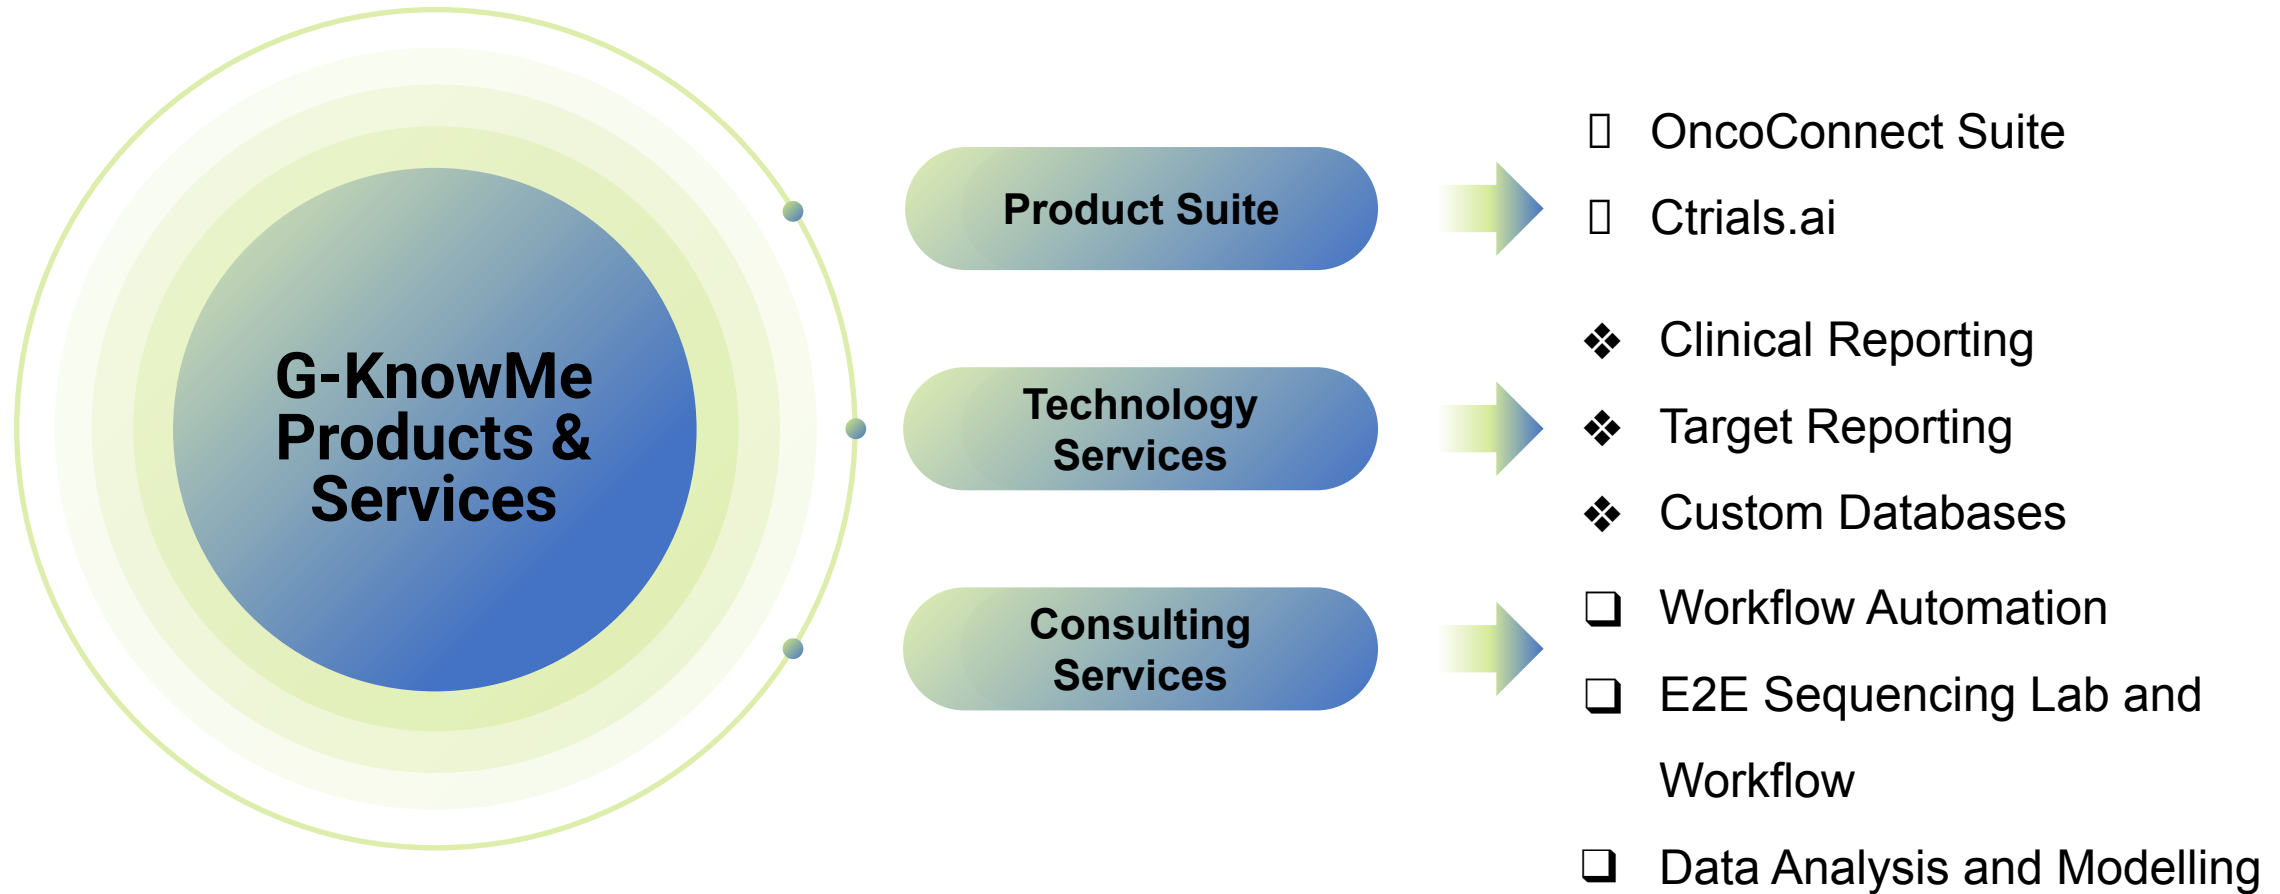 G-KnowMe
Products &
Services
Product Suite
OncoConnect Suite
Ctrials.ai
Technology
Services
Clinical Reporting
Target Reporting
Custom Databases
Consulting
Services
Workflow Automation
E2E Sequencing Lab and
Workflow
Data Analysis and Modelling